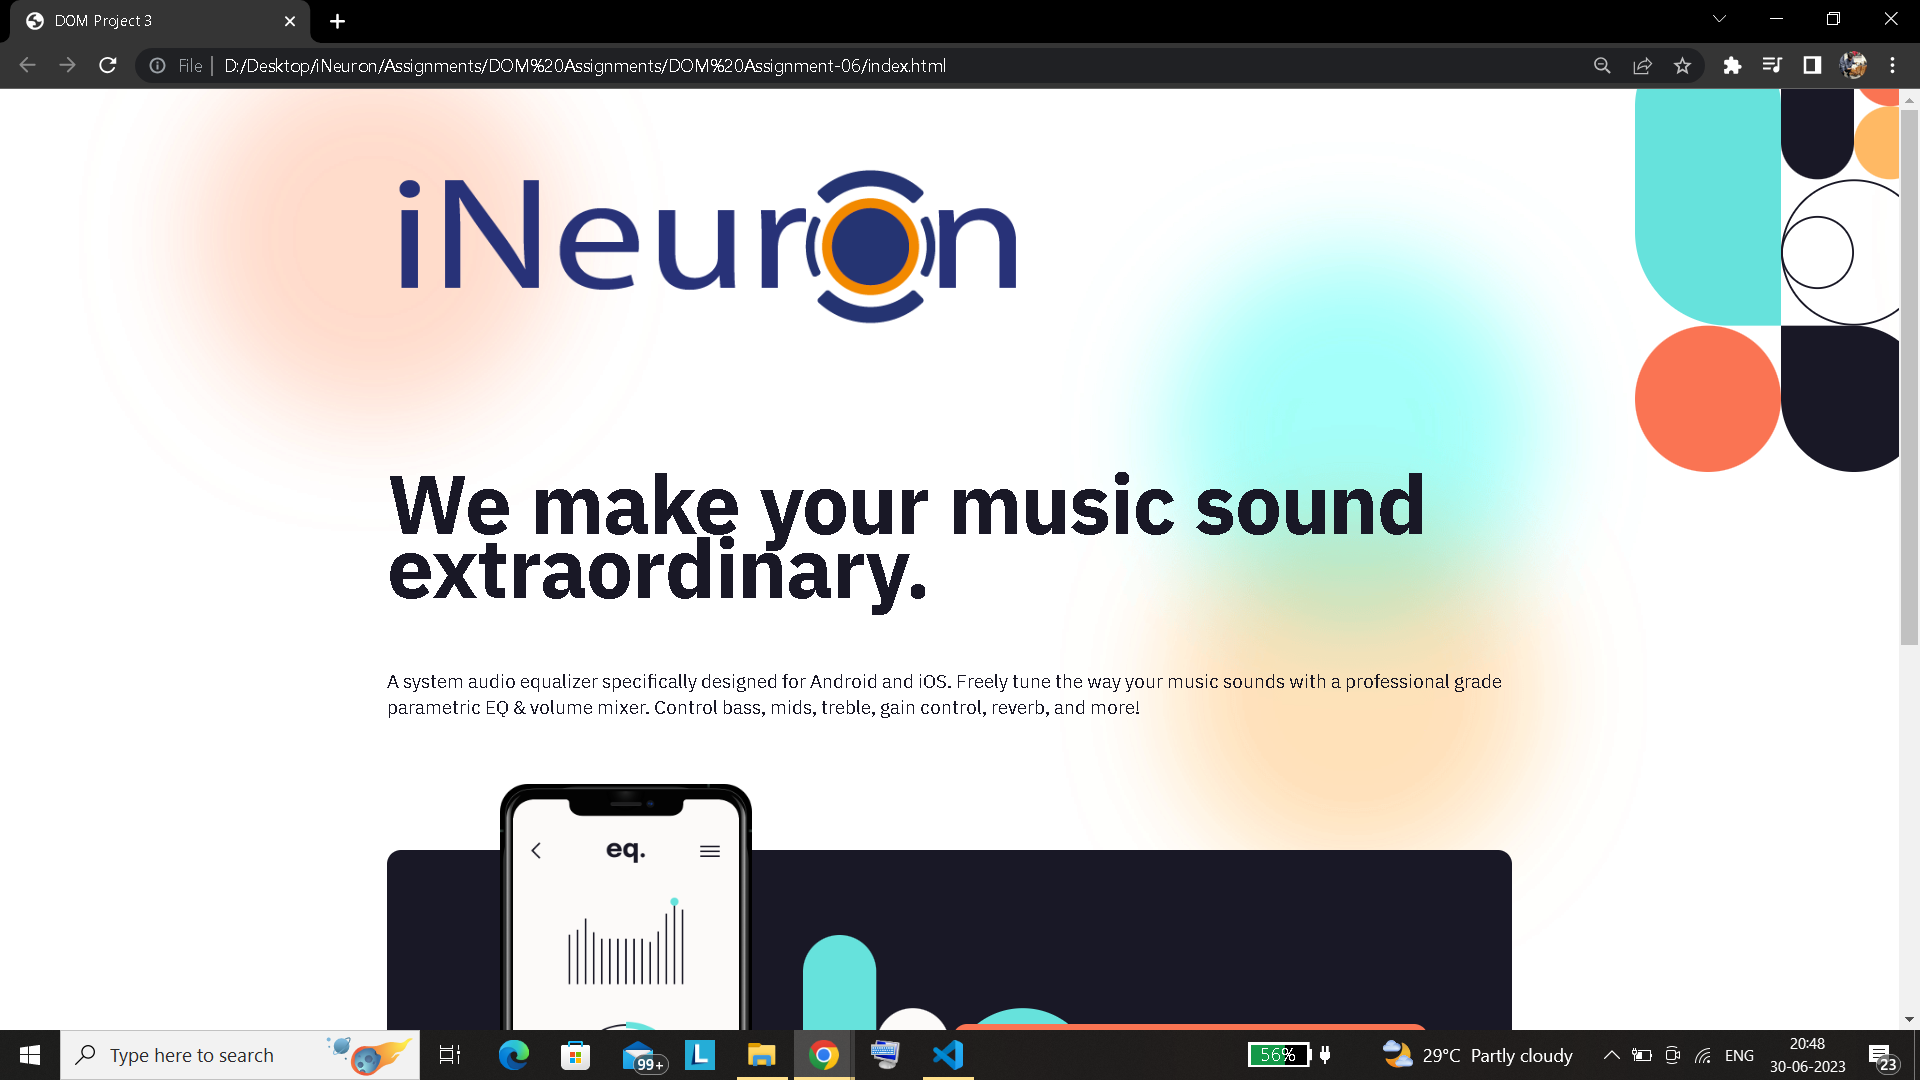 DOM Project 3
File | D:/Desktop/iNeuron/Assignments/DOM%20Assignments/DOM%20Assignment-06/index.html
iNeuron
We make your music sound
extraordinary.
A system audio equalizer specifically designed for Android and iOS. Freely tune the way your music sounds with a professional grade
parametric EQ & volume mixer. Control bass, mids, treble, gain control, reverb, and more!
eq.
Type here to search
99+
L
56%
29°C Partly cloudy
ENG
20:48
30-06-2023
23